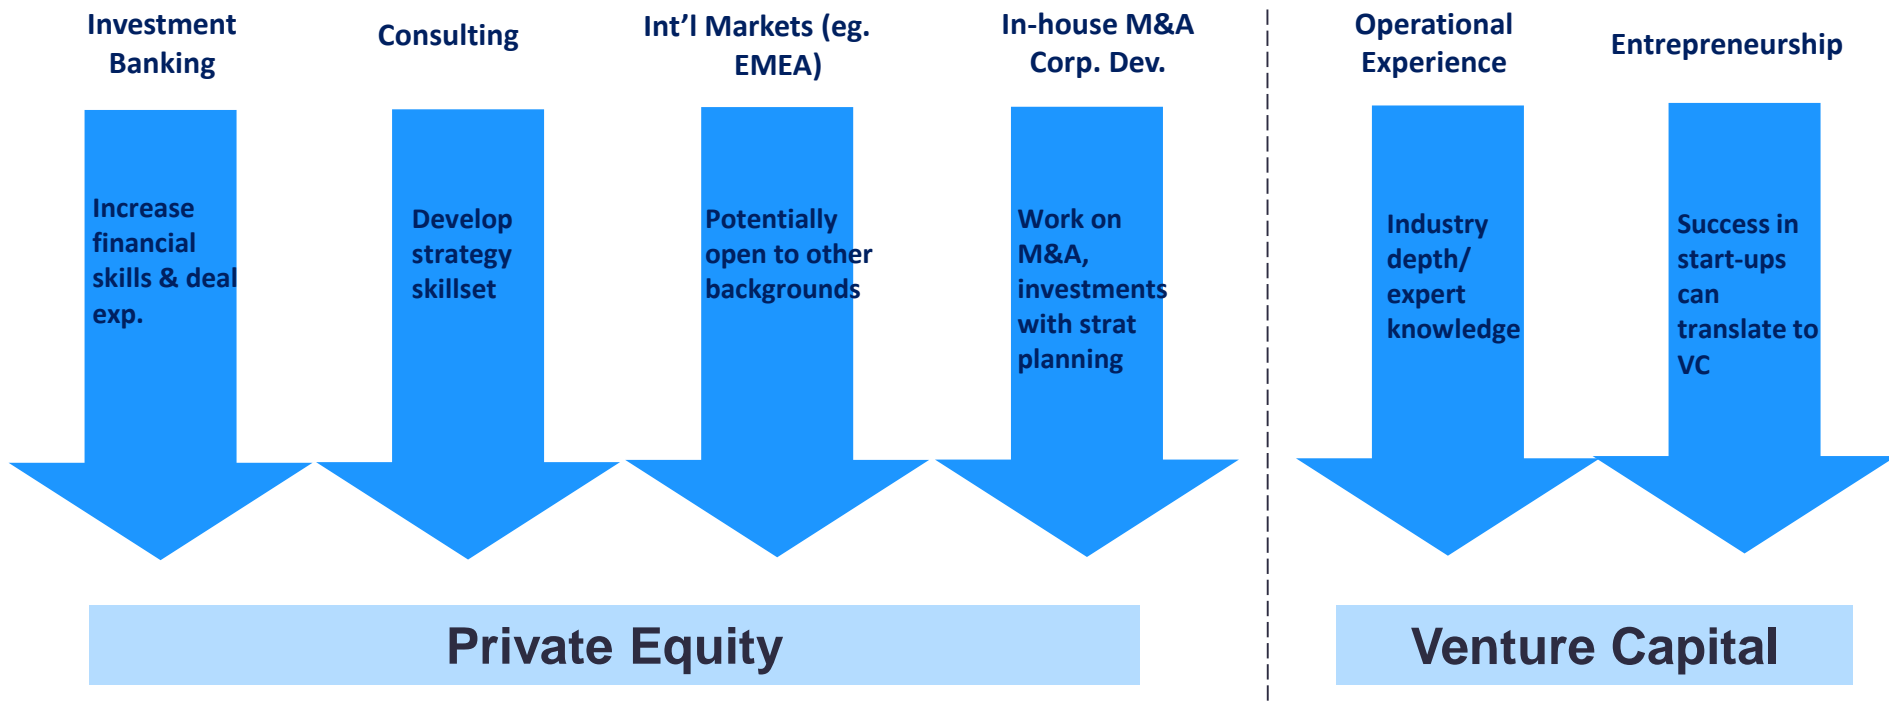 Investment
Banking
Consulting
Int’l Markets (eg.
EMEA)
In-house M&A
Corp. Dev.
Operational
Experience
Entrepreneurship
Increase
financial
skills & deal
exp.
Develop
strategy
skillset
Potentially
open to other
backgrounds
Work on
M&A,
investments
with strat
planning
Industry
depth/
expert
knowledge
Success in
start-ups
can
translate to
VC
Private Equity
Venture Capital